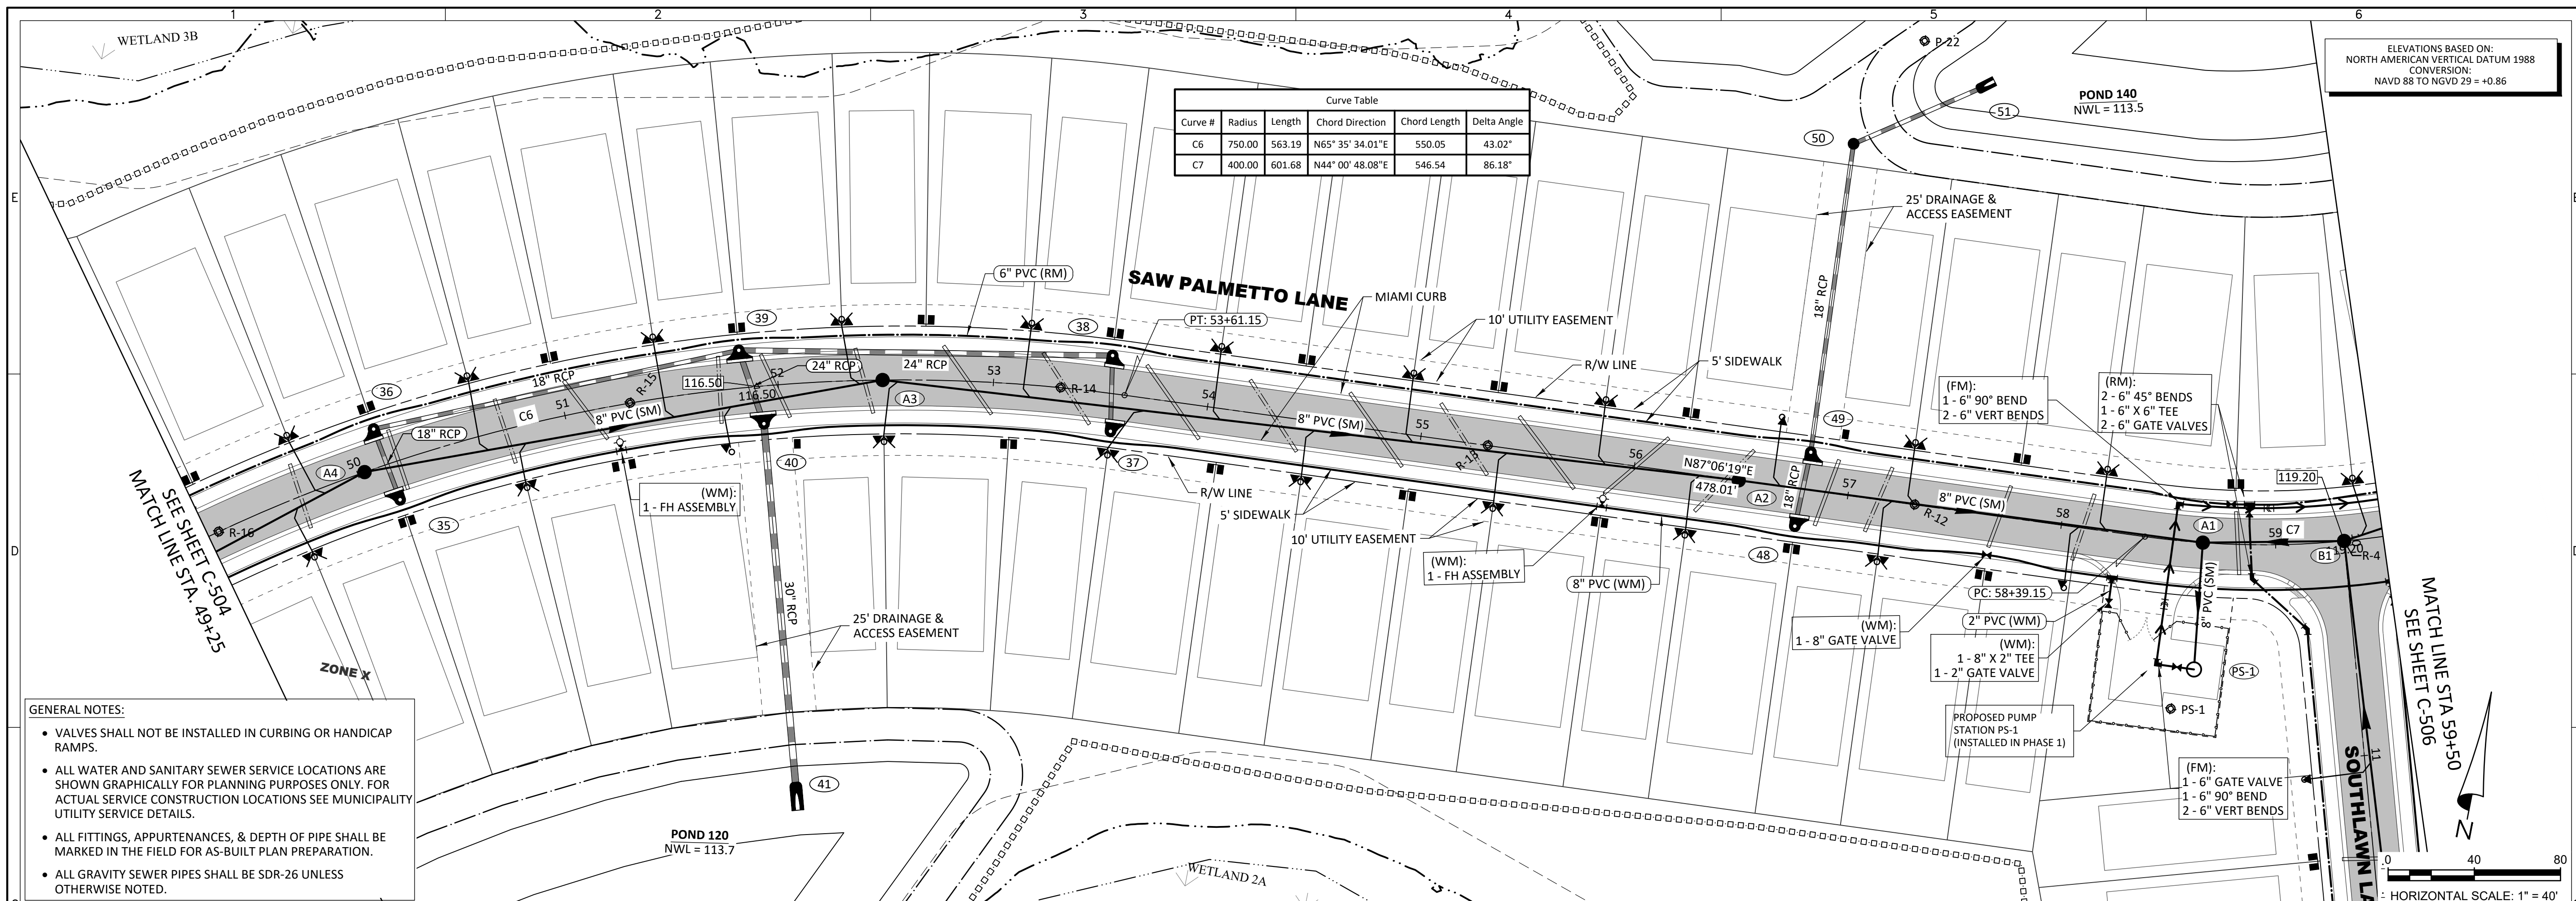 1
2
3
4
5
6
WETLAND 3B
P-22
ELEVATIONS BASED ON:
NORTH AMERICAN VERTICAL DATUM 1988
CONVERSION:
NAVD 88 TO NGVD 29 = +0.86
Curve Table
Curve # Radius Length Chord Direction Chord Length Delta Angle
C6 750.00 563.19 N65° 35' 34.01"E 550.05 43.02°
C7 400.00 601.68 N44° 00' 48.08"E 546.54 86.18°
POND 140
NWL = 113.5
51
50
E
E
25' DRAINAGE &
ACCESS EASEMENT
18" RCP
6" PVC (RM)
SAW PALMETTO LANE
MIAMI CURB
PT: 53+61.15
10' UTILITY EASEMENT
R/W LINE
5' SIDEWALK
39
38
36
18" RCP
R-15
116.50
116.50
24" RCP
52
24" RCP
53
R-14
A3
C6
51
8" PVC (SM)
54
8" PVC (SM)
55
R-13
56
N87°06'19"E
478.01'
A2
49
18" RCP
57
8" PVC (SM)
R-12
58
(FM):
1 - 6" 90° BEND
2 - 6" VERT BENDS
(RM):
2 - 6" 45° BENDS
1 - 6" X 6" TEE
2 - 6" GATE VALVES
119.20
A1
59
C7
B1
119.20
R-4
18" RCP
A4
50
R-16
35
40
37
48
SEE SHEET C-504
MATCH LINE STA. 49+25
(WM):
1 - FH ASSEMBLY
R/W LINE
5' SIDEWALK
10' UTILITY EASEMENT
(WM):
1 - FH ASSEMBLY
8" PVC (WM)
D
30" RCP
25' DRAINAGE &
ACCESS EASEMENT
(WM):
1 - 8" GATE VALVE
PC: 58+39.15
2" PVC (WM)
(WM):
1 - 8" X 2" TEE
1 - 2" GATE VALVE
8" PVC (SM)
PS-1
PS-1
PROPOSED PUMP
STATION PS-1
(INSTALLED IN PHASE 1)
MATCH LINE STA 59+50
SEE SHEET C-506
(FM):
1 - 6" GATE VALVE
1 - 6" 90° BEND
2 - 6" VERT BENDS
11
SOUTHLAWN LA
ZONE X
GENERAL NOTES:
• VALVES SHALL NOT BE INSTALLED IN CURBING OR HANDICAP
RAMPS.
• ALL WATER AND SANITARY SEWER SERVICE LOCATIONS ARE
SHOWN GRAPHICALLY FOR PLANNING PURPOSES ONLY. FOR
ACTUAL SERVICE CONSTRUCTION LOCATIONS SEE MUNICIPALITY
UTILITY SERVICE DETAILS.
• ALL FITTINGS, APPURTENANCES, & DEPTH OF PIPE SHALL BE
MARKED IN THE FIELD FOR AS-BUILT PLAN PREPARATION.
• ALL GRAVITY SEWER PIPES SHALL BE SDR-26 UNLESS
OTHERWISE NOTED.
41
POND 120
NWL = 113.7
WETLAND 2A
N
0 40 80
HORIZONTAL SCALE: 1" = 40'